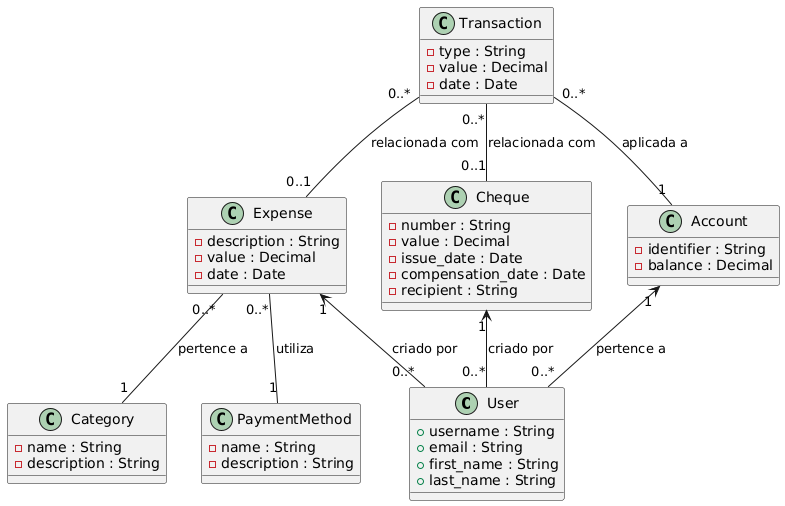 C Transaction
type : String
value : Decimal
date : Date
0..*
0..*
0..*
relacionada com
relacionada com
aplicada a
0..1
0..1
1
C Expense
description : String
value : Decimal
date : Date
C Cheque
number : String
value : Decimal
issue_date : Date
compensation_date : Date
recipient : String
C Account
identifier : String
balance : Decimal
0..*
0..*
1
1
1
pertence a
utiliza
criado por
criado por
pertence a
1
1
0..*
0..*
0..*
C Category
name : String
description : String
C PaymentMethod
name : String
description : String
C User
username : String
email : String
first_name : String
last_name : String